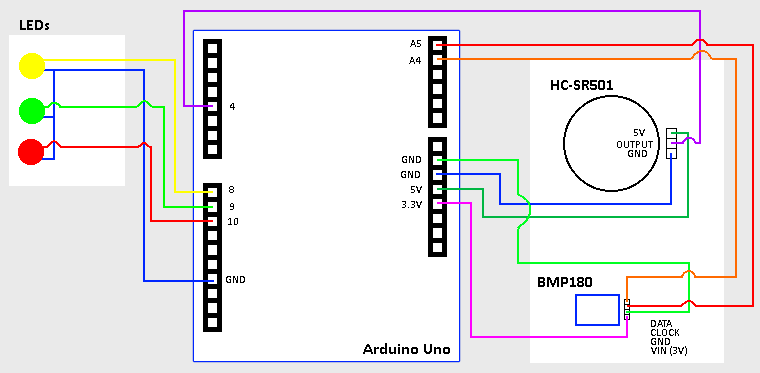 LEDs
A5
A4
HC-SR501
4
5V
OUTPUT
GND
GND
GND
5V
3.3V
8
9
10
GND
BMP180
DATA
CLOCK
GND
VIN (3V)
Arduino Uno